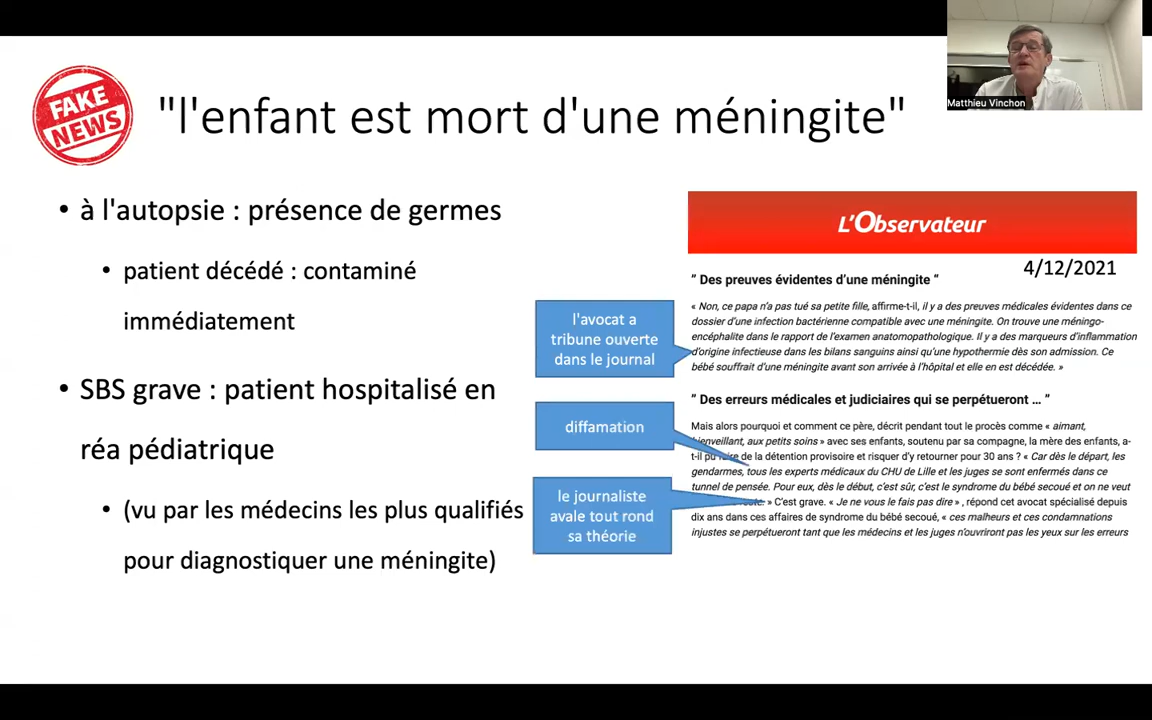 Matthieu Vinchon
FAKE
NEWS
"l'enfant est mort d'une méningite"
• à l'autopsie : présence de germes
• patient décédé : contaminé
immédiatement
• SBS grave : patient hospitalisé en
réa pédiatrique
• (vu par les médecins les plus qualifiés
pour diagnostiquer une méningite)
l'avocat a
tribune ouverte
dans le journal
diffamation
le journaliste
avale tout rond
sa théorie
L'Observateur
4/12/2021
" Des preuves évidentes d'une méningite "
« Non, ce papa n'a pas tué sa petite fille, affirme-t-il, il y a des preuves médicales évidentes dans ce
dossier d'une infection bactérienne compatible avec une méningite. On trouve une méningo-
encéphalite dans le rapport de l'examen anatomopathologique. Il y a des marqueurs d'inflammation
d'origine infectieuse dans les bilans sanguins ainsi qu'une hypothermie dès son admission. Ce
bébé souffrait d'une méningite avant son arrivée à l'hôpital et elle en est décédée. »
" Des erreurs médicales et judiciaires qui se perpétueront ... "
Mais alors pourquoi et comment ce père, décrit pendant tout le procès comme « aimant,
bienveillant, aux petits soins » avec ses enfants, soutenu par sa compagne, la mère des enfants, a-
t-il pu faire de la détention provisoire et risquer d'y retourner pour 30 ans ? « Car dès le départ, les
gendarmes, tous les experts médicaux du CHU de Lille et les juges se sont enfermés dans ce
tunnel de pensée. Pour eux, dès le début, c'est sûr, c'est le syndrome du bébé secoué et on ne veut
» C'est grave. « Je ne vous le fais pas dire » , répond cet avocat spécialisé depuis
dix ans dans ces affaires de syndrome du bébé secoué, « ces malheurs et ces condamnations
injustes se perpétueront tant que les médecins et les juges n'ouvriront pas les yeux sur les erreurs